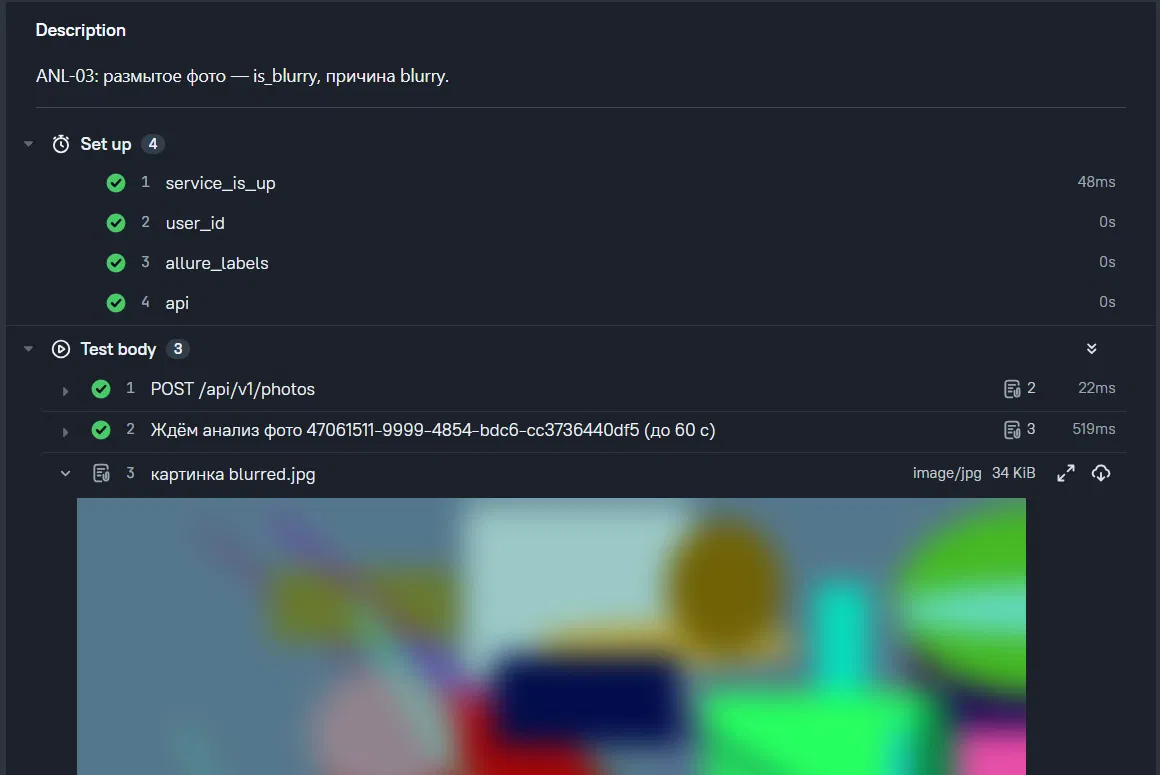 Description
ANL-03: размытое фото — is_blurry, причина blurry.
Set up 4
1 service_is_up 48ms
2 user_id 0s
3 allure_labels 0s
4 api 0s
Test body 3
1 POST /api/v1/photos 2 22ms
2 Ждём анализ фото 47061511-9999-4854-bdc6-cc3736440df5 (до 60 с) 3 519ms
3 картинка blurred.jpg image/jpg 34 KiB